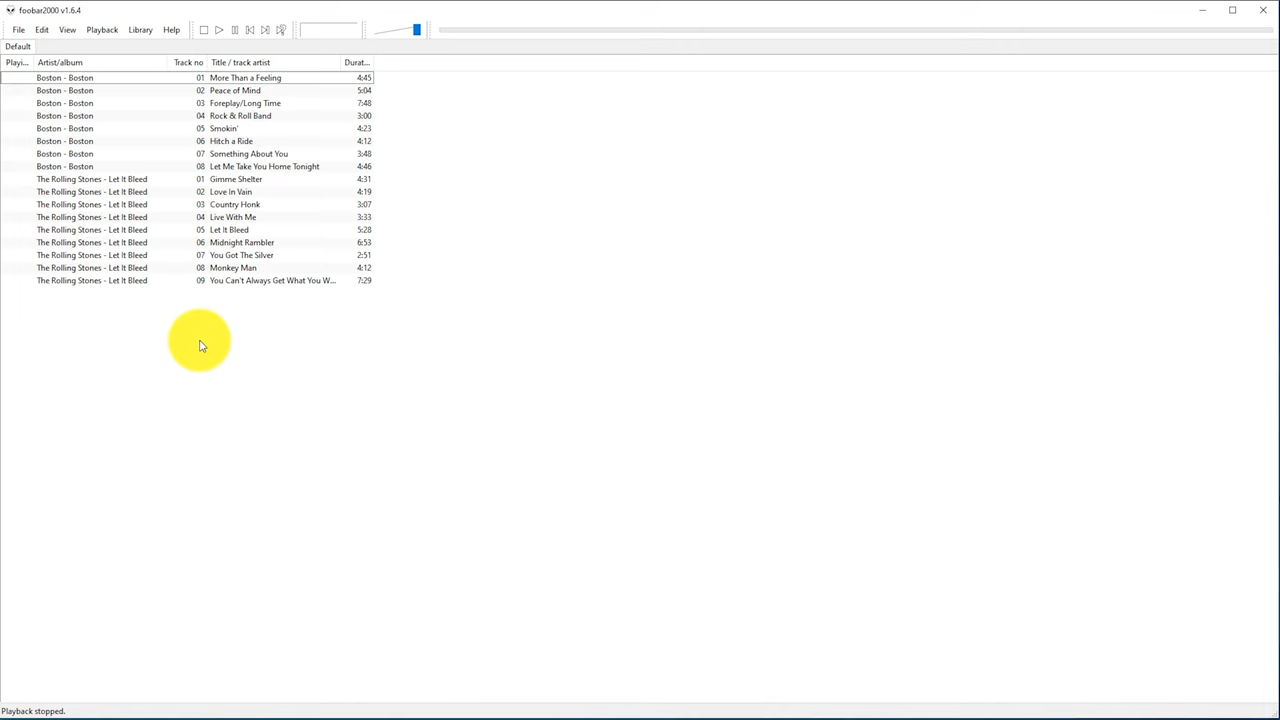 foobar2000 v1.6.4
File Edit View Playback Library Help
Default
Playi... Artist/album Track no Title / track artist Durat...
Boston - Boston 01 More Than a Feeling 4:45
Boston - Boston 02 Peace of Mind 5:04
Boston - Boston 03 Foreplay/Long Time 7:48
Boston - Boston 04 Rock & Roll Band 3:00
Boston - Boston 05 Smokin' 4:23
Boston - Boston 06 Hitch a Ride 4:12
Boston - Boston 07 Something About You 3:48
Boston - Boston 08 Let Me Take You Home Tonight 4:46
The Rolling Stones - Let It Bleed 01 Gimme Shelter 4:31
The Rolling Stones - Let It Bleed 02 Love In Vain 4:19
The Rolling Stones - Let It Bleed 03 Country Honk 3:07
The Rolling Stones - Let It Bleed 04 Live With Me 3:33
The Rolling Stones - Let It Bleed 05 Let It Bleed 5:28
The Rolling Stones - Let It Bleed 06 Midnight Rambler 6:53
The Rolling Stones - Let It Bleed 07 You Got The Silver 2:51
The Rolling Stones - Let It Bleed 08 Monkey Man 4:12
The Rolling Stones - Let It Bleed 09 You Can't Always Get What You W... 7:29
Playback stopped.